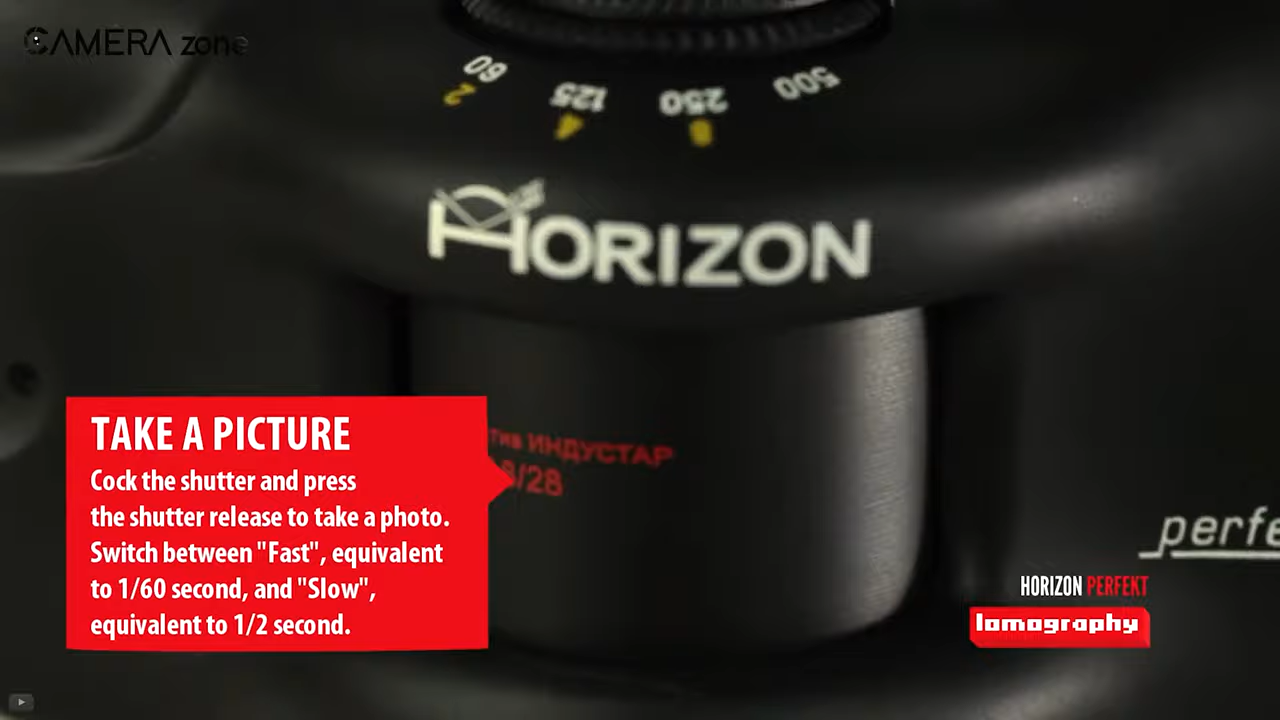 CAMERA zone
60 125 250 500
2 4 8
HORIZON
ИНДУСТАР
TAKE A PICTURE
Cock the shutter and press
the shutter release to take a photo.
Switch between "Fast", equivalent
to 1/60 second, and "Slow",
equivalent to 1/2 second.
HORIZON PERFEKT
lomography